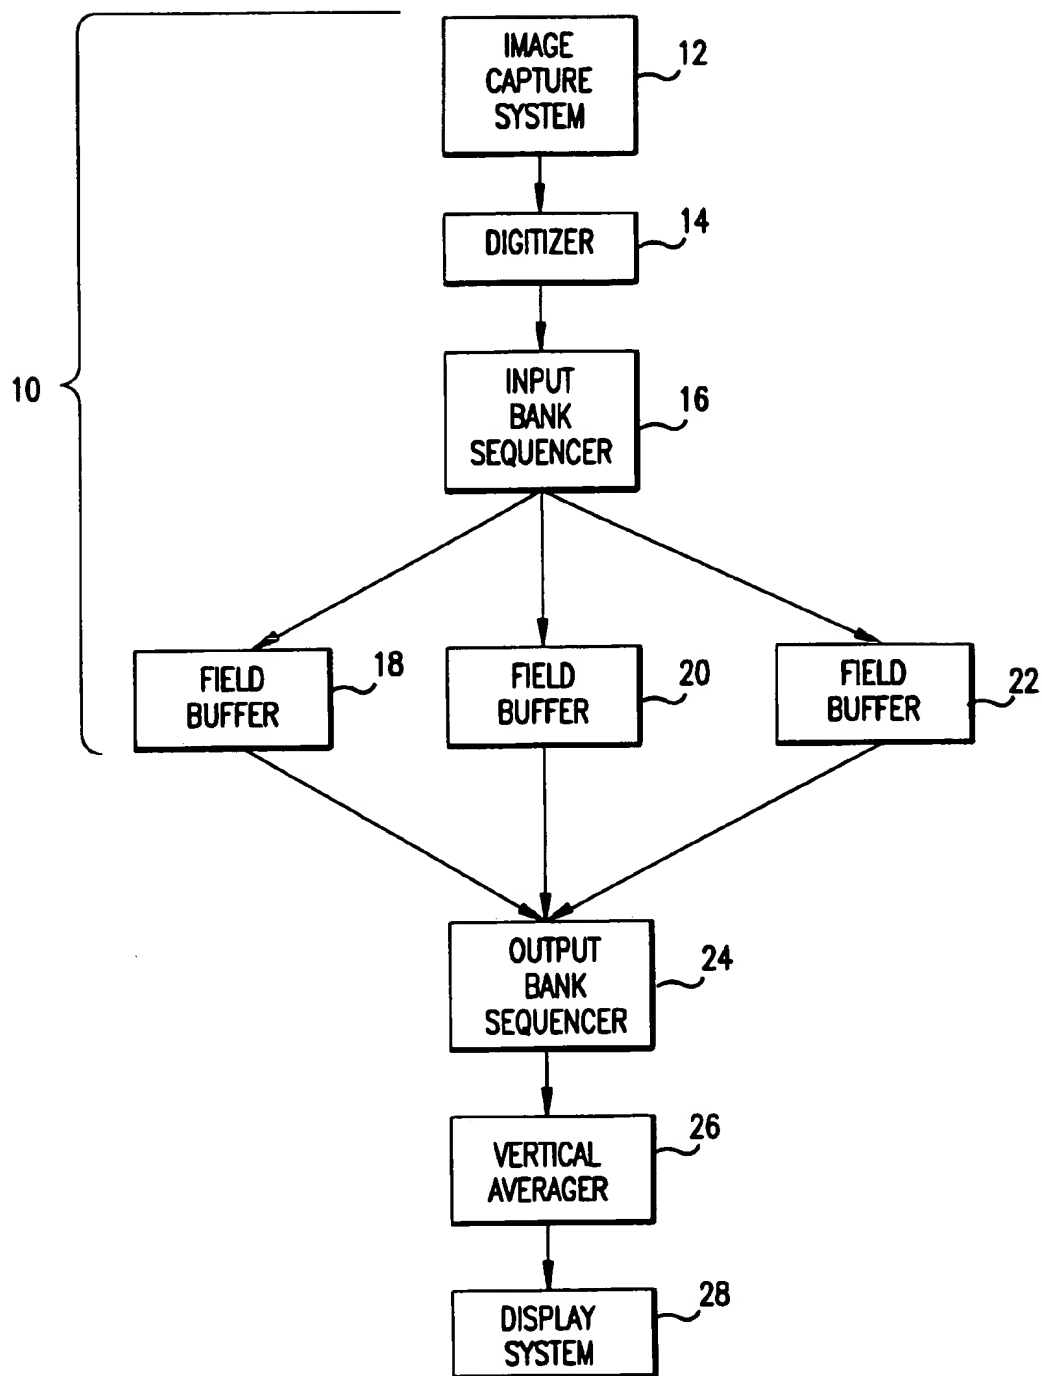 IMAGE
CAPTURE
SYSTEM
12
DIGITIZER
14
10
INPUT
BANK
SEQUENCER
16
FIELD
BUFFER
18
FIELD
BUFFER
20
FIELD
BUFFER
22
OUTPUT
BANK
SEQUENCER
24
VERTICAL
AVERAGER
26
DISPLAY
SYSTEM
28